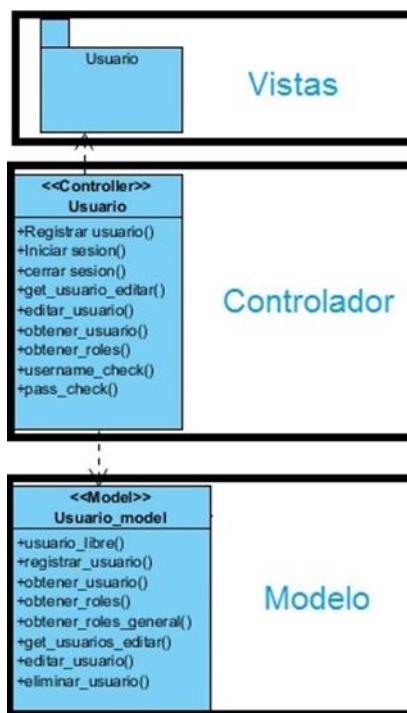 Usuario
Vistas
<<Controller>>
Usuario
+Registrar usuario()
+Iniciar sesion()
+cerrar sesion()
+get_usuario_editar()
+editar_usuario()
+obtener_usuario()
+obtener_roles()
+username_check()
+pass_check()
Controlador
<<Model>>
Usuario_model
+usuario_libre()
+registrar_usuario()
+obtener_usuario()
+obtener_roles()
+obtener_roles_general()
+get_usuarios_editar()
+editar_usuario()
+eliminar_usuario()
Modelo